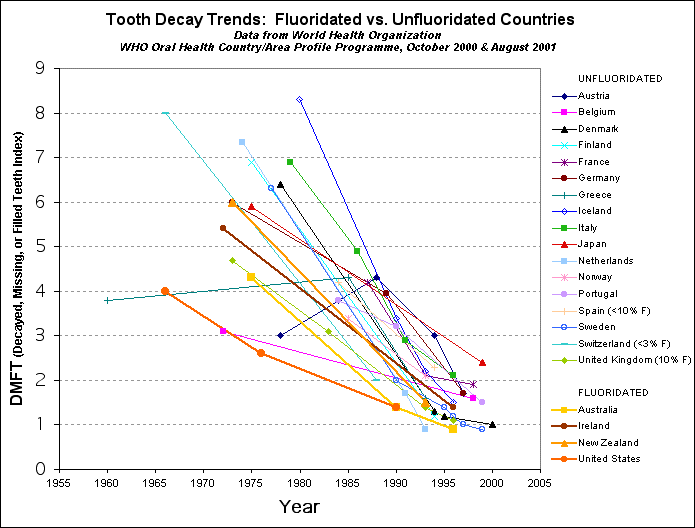 Tooth Decay Trends: Fluoridated vs. Unfluoridated Countries
Data from World Health Organization
WHO Oral Health Country/Area Profile Programme, October 2000 & August 2001
DMFT (Decayed, Missing, or Filled Teeth Index)
9
8
7
6
5
4
3
2
1
0
1955 1960 1965 1970 1975 1980 1985 1990 1995 2000 2005
Year
UNFLUORIDATED
Austria
Belgium
Denmark
Finland
France
Germany
Greece
Iceland
Italy
Japan
Netherlands
Norway
Portugal
Spain (<10% F)
Sweden
Switzerland (<3% F)
United Kingdom (10% F)
FLUORIDATED
Australia
Ireland
New Zealand
United States